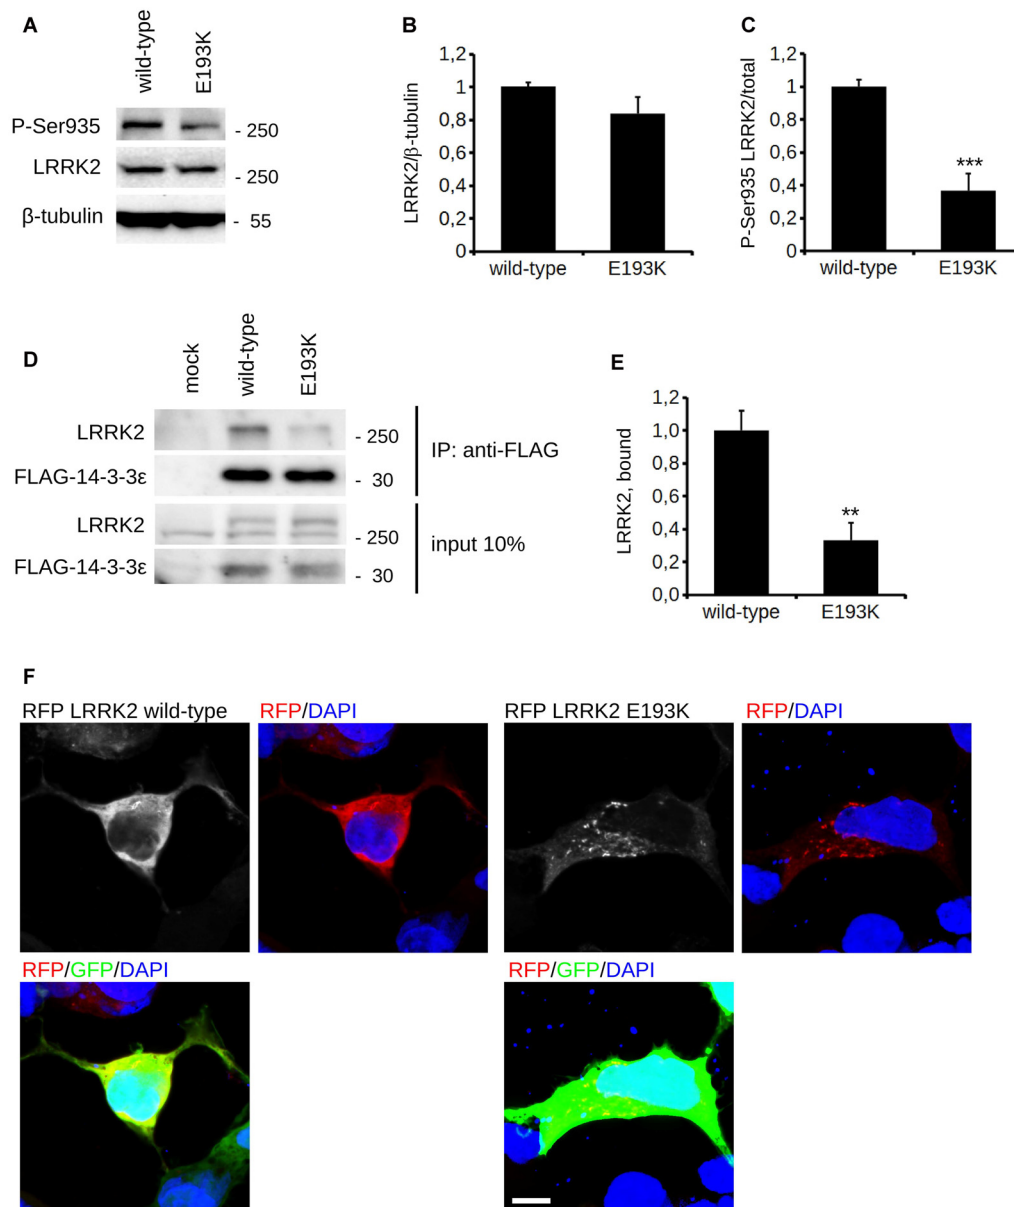 A
wild-type
E193K
P-Ser935
- 250
LRRK2
- 250
β-tubulin
- 55
B
LRRK2/β-tubulin
1,2
1
0,8
0,6
0,4
0,2
0
wild-type E193K
C
P-Ser935 LRRK2/total
1,2
1
0,8
0,6
0,4
0,2
0
***
wild-type E193K
D
mock
wild-type
E193K
LRRK2
- 250
FLAG-14-3-3ε
- 30
IP: anti-FLAG
LRRK2
- 250
FLAG-14-3-3ε
- 30
input 10%
E
LRRK2, bound
1,2
1,0
0,8
0,6
0,4
0,2
0,0
**
wild-type E193K
F
RFP LRRK2 wild-type
RFP/DAPI
RFP LRRK2 E193K
RFP/DAPI
RFP/GFP/DAPI
RFP/GFP/DAPI